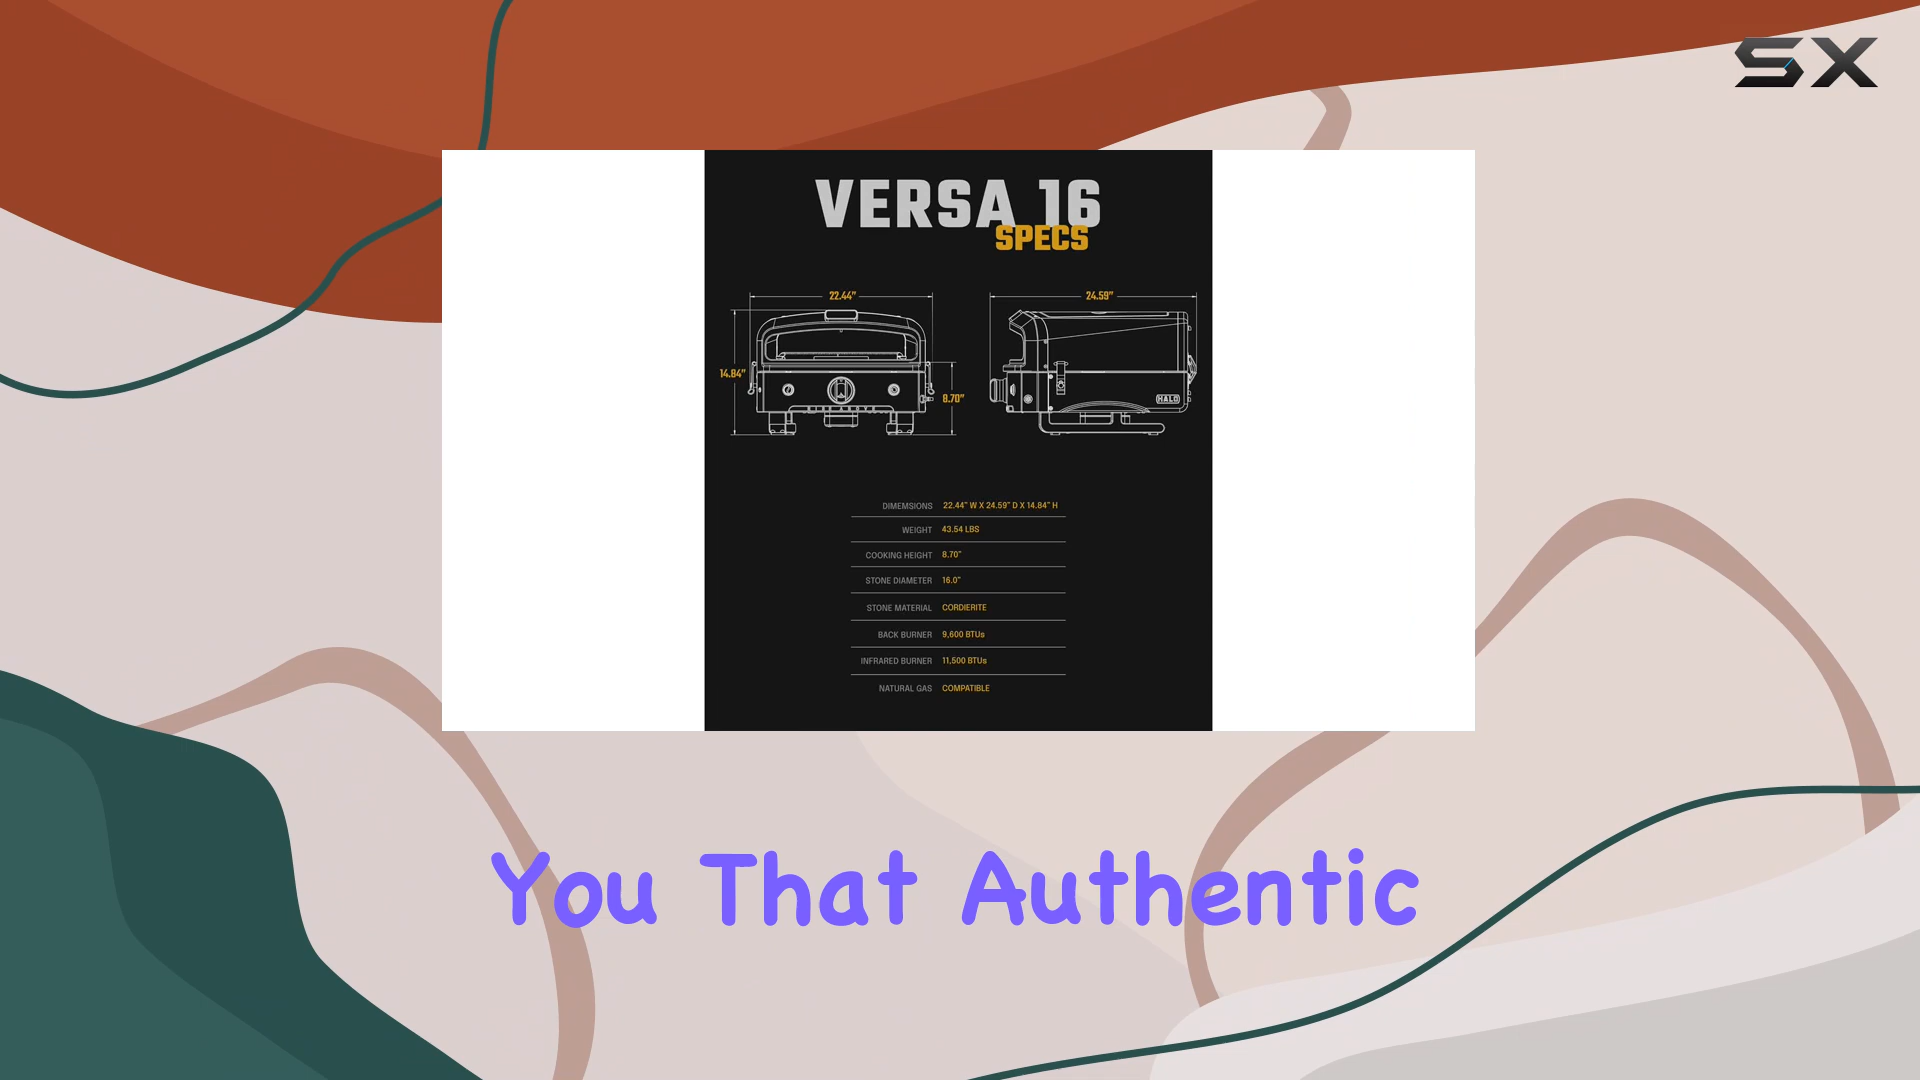 SX
VERSA 16
SPECS
22.44"
24.59"
14.84"
8.70"
HALO
DIMEMSIONS 22.44" W X 24.59" D X 14.84" H
WEIGHT 43.54 LBS
COOKING HEIGHT 8.70"
STONE DIAMETER 16.0"
STONE MATERIAL CORDIERITE
BACK BURNER 9,600 BTUs
INFRARED BURNER 11,500 BTUs
NATURAL GAS COMPATIBLE
You That Authentic